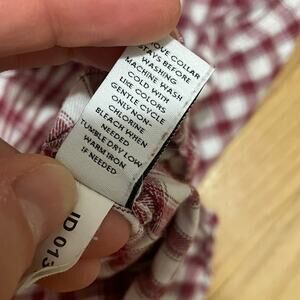 MOVE COLLAR
STAYS BEFORE
WASHING
MACHINE WASH
COLD WITH
LIKE COLORS
GENTLE CYCLE
ONLY NON-
CHLORINE
BLEACH WHEN
NEEDED
TUMBLE DRY LOW
WARM IRON
IF NEEDED
ID 013